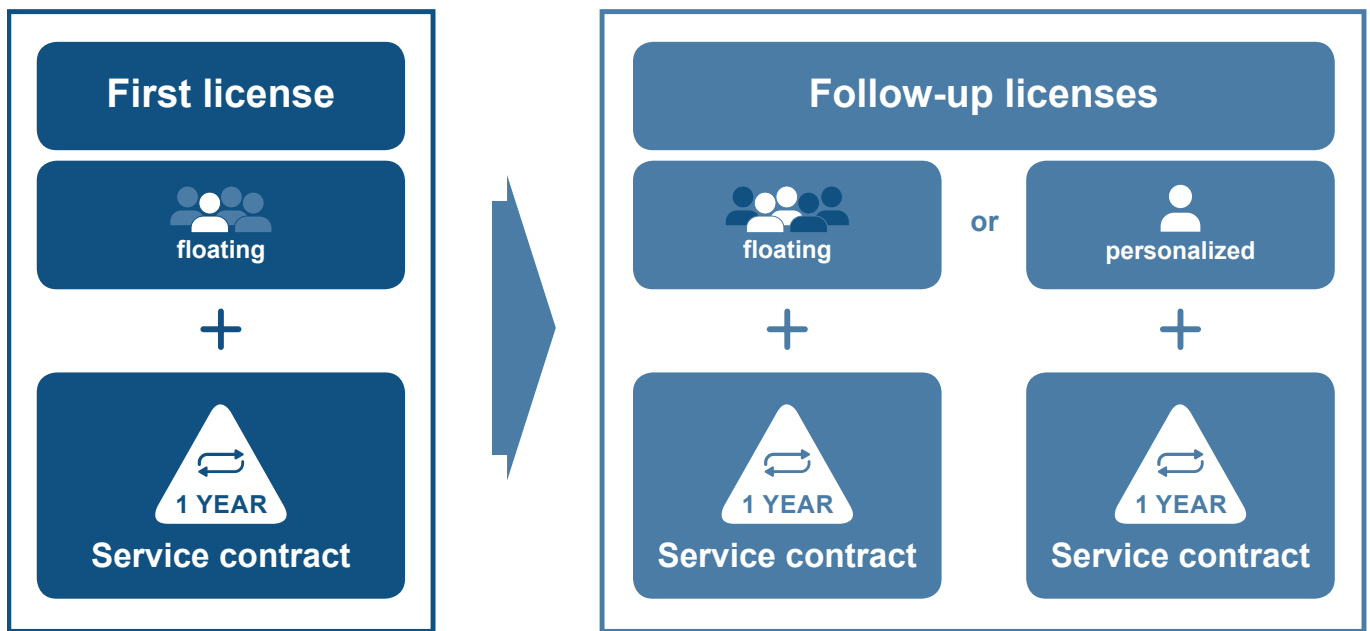 First license
floating
1 YEAR
Service contract
Follow-up licenses
floating
or
personalized
1 YEAR
Service contract
1 YEAR
Service contract